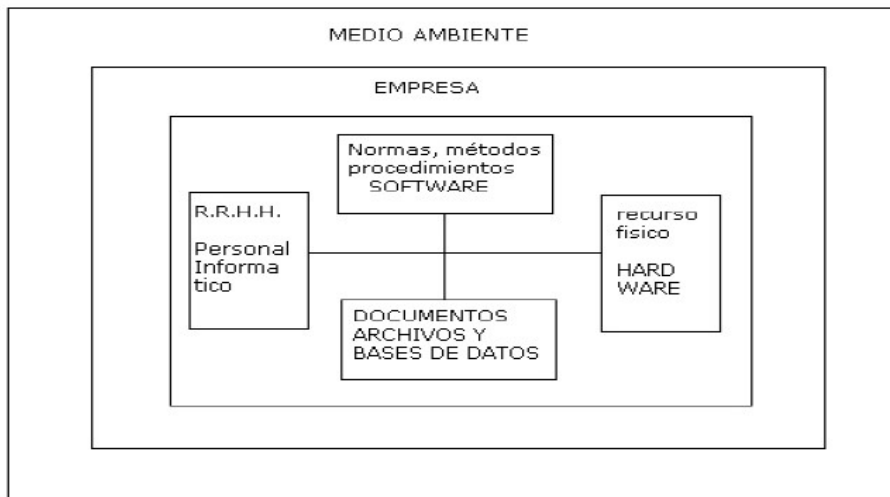 MEDIO AMBIENTE
EMPRESA
Normas, métodos
procedimientos
SOFTWARE
R.R.H.H.
Personal
Informa
tico
recurso
fisico
HARD
WARE
DOCUMENTOS
ARCHIVOS Y
BASES DE DATOS